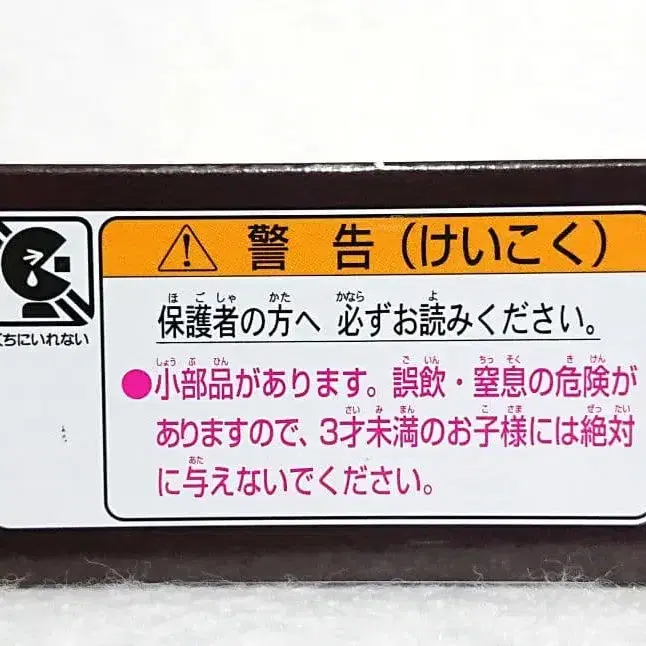 警告（けいこく）
保護者の方へ 必ずお読みください。
●小部品があります。誤飲・窒息の危険が
ありますので、3才未満のお子様には絶対
に与えないでください。
ちにいれない